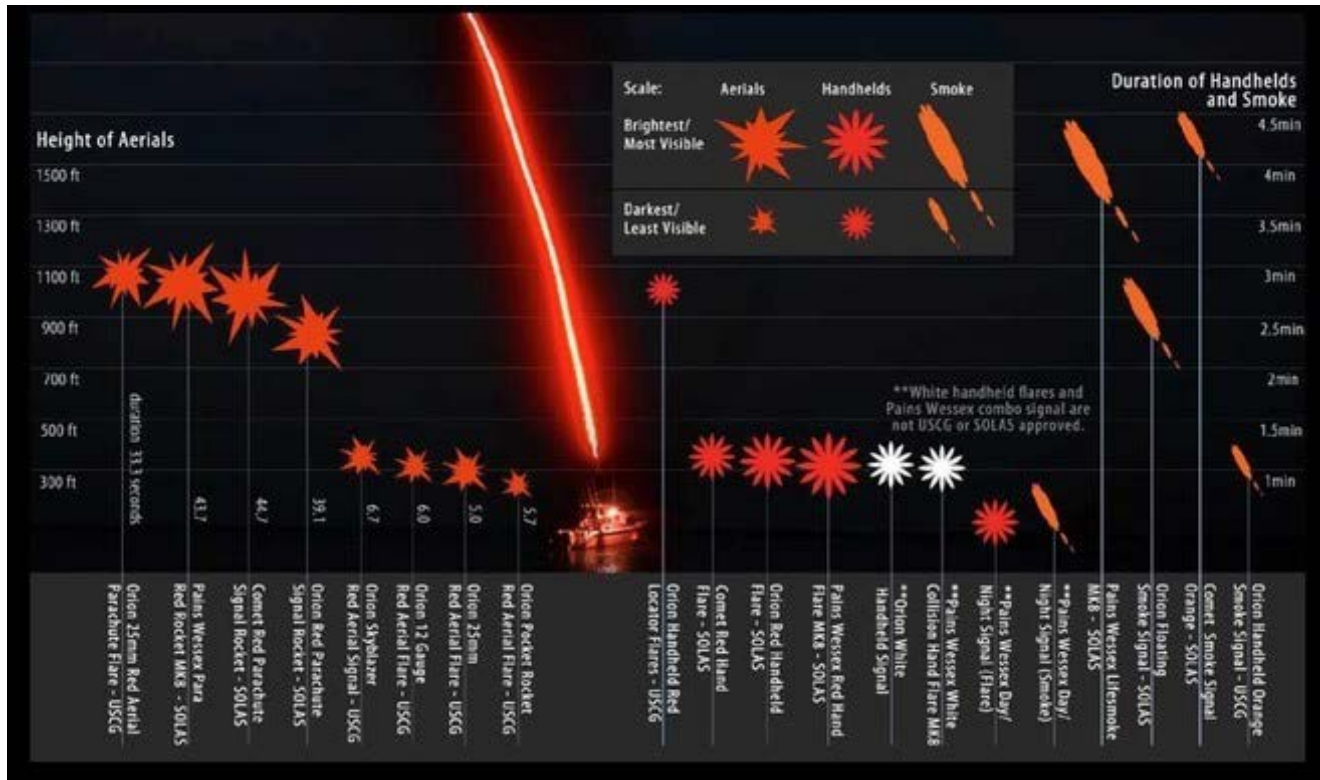 Scale:
Aerials
Handhelds
Smoke
Brightest/
Most Visible
Darkest/
Least Visible
Height of Aerials
1500 ft
1300 ft
1100 ft
900 ft
700 ft
500 ft
300 ft
Duration of Handhelds
and Smoke
4.5min
4min
3.5min
3min
2.5min
2min
1.5min
1min
**White handheld flares and
Pains Wessex combo signal are
not USCG or SOLAS approved.
duration 33.3 seconds
43.7
44.7
39.1
6.7
6.0
5.0
5.7
Orion 25mm Red Aerial
Parachute Flare - USCG
Pains Wessex Para
Red Rocket MK8 - SOLAS
Comet Red Parachute
Signal Rocket - SOLAS
Orion Red Parachute
Signal Rocket - SOLAS
Orion Skyblazer
Red Aerial Signal - USCG
Orion 12 Gauge
Red Aerial Flare - USCG
Orion 25mm
Red Aerial Flare - USCG
Orion Pocket Rocket
Red Aerial Flare - USCG
Orion Handheld Red
Locator Flares - USCG
Comet Red Hand
Flare - SOLAS
Orion Red Handheld
Flare - SOLAS
Pains Wessex Red Hand
Flare MK8 - SOLAS
**Orion White
Handheld Signal
**Pains Wessex White
Collision Hand Flare MK8
**Pains Wessex Day/
Night Signal (Flare)
**Pains Wessex Day/
Night Signal (Smoke)
Pains Wessex Lifesmoke
MK8 - SOLAS
Orion Floating
Smoke Signal - SOLAS
Comet Smoke Signal
Orange - SOLAS
Orion Handheld Orange
Smoke Signal - USCG